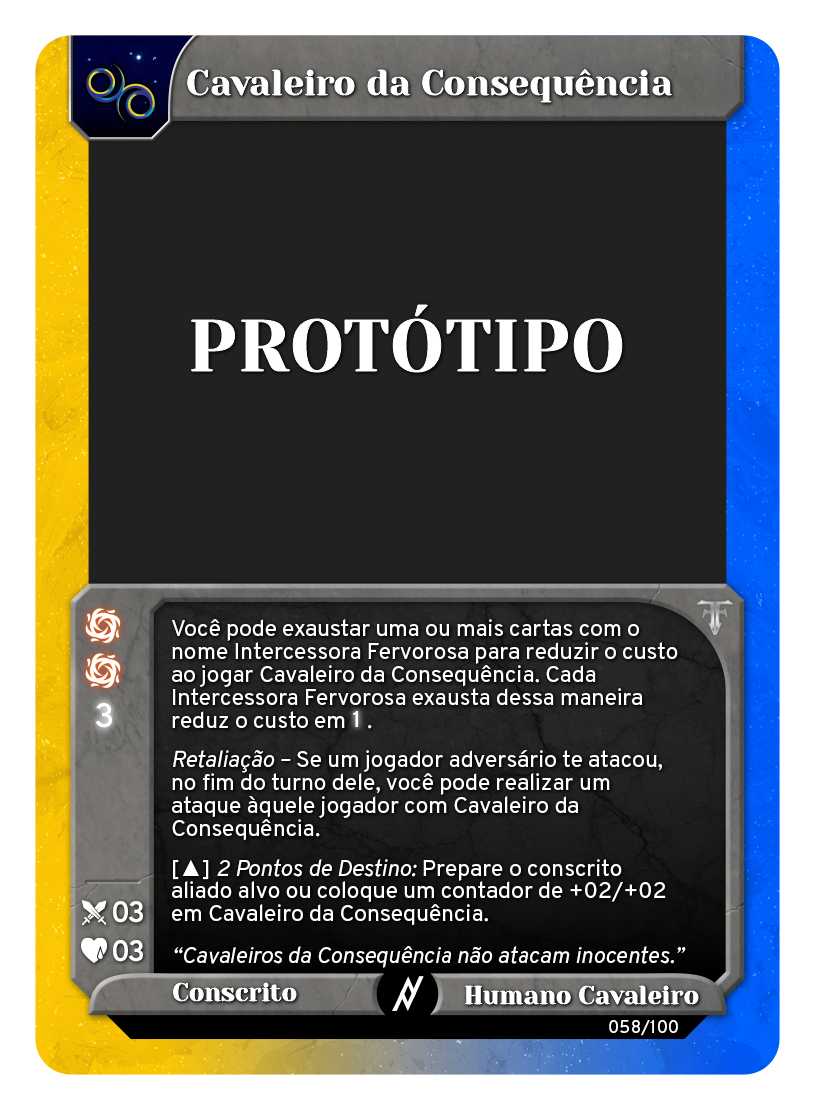 Cavaleiro da Consequência
PROTÓTIPO
3
Você pode exaustar uma ou mais cartas com o
nome Intercessora Fervorosa para reduzir o custo
ao jogar Cavaleiro da Consequência. Cada
Intercessora Fervorosa exausta dessa maneira
reduz o custo em 1 .
Retaliação – Se um jogador adversário te atacou,
no fim do turno dele, você pode realizar um
ataque àquele jogador com Cavaleiro da
Consequência.
[▲] 2 Pontos de Destino: Prepare o conscrito
aliado alvo ou coloque um contador de +02/+02
em Cavaleiro da Consequência.
“Cavaleiros da Consequência não atacam inocentes.”
03
03
Conscrito
Humano Cavaleiro
058/100